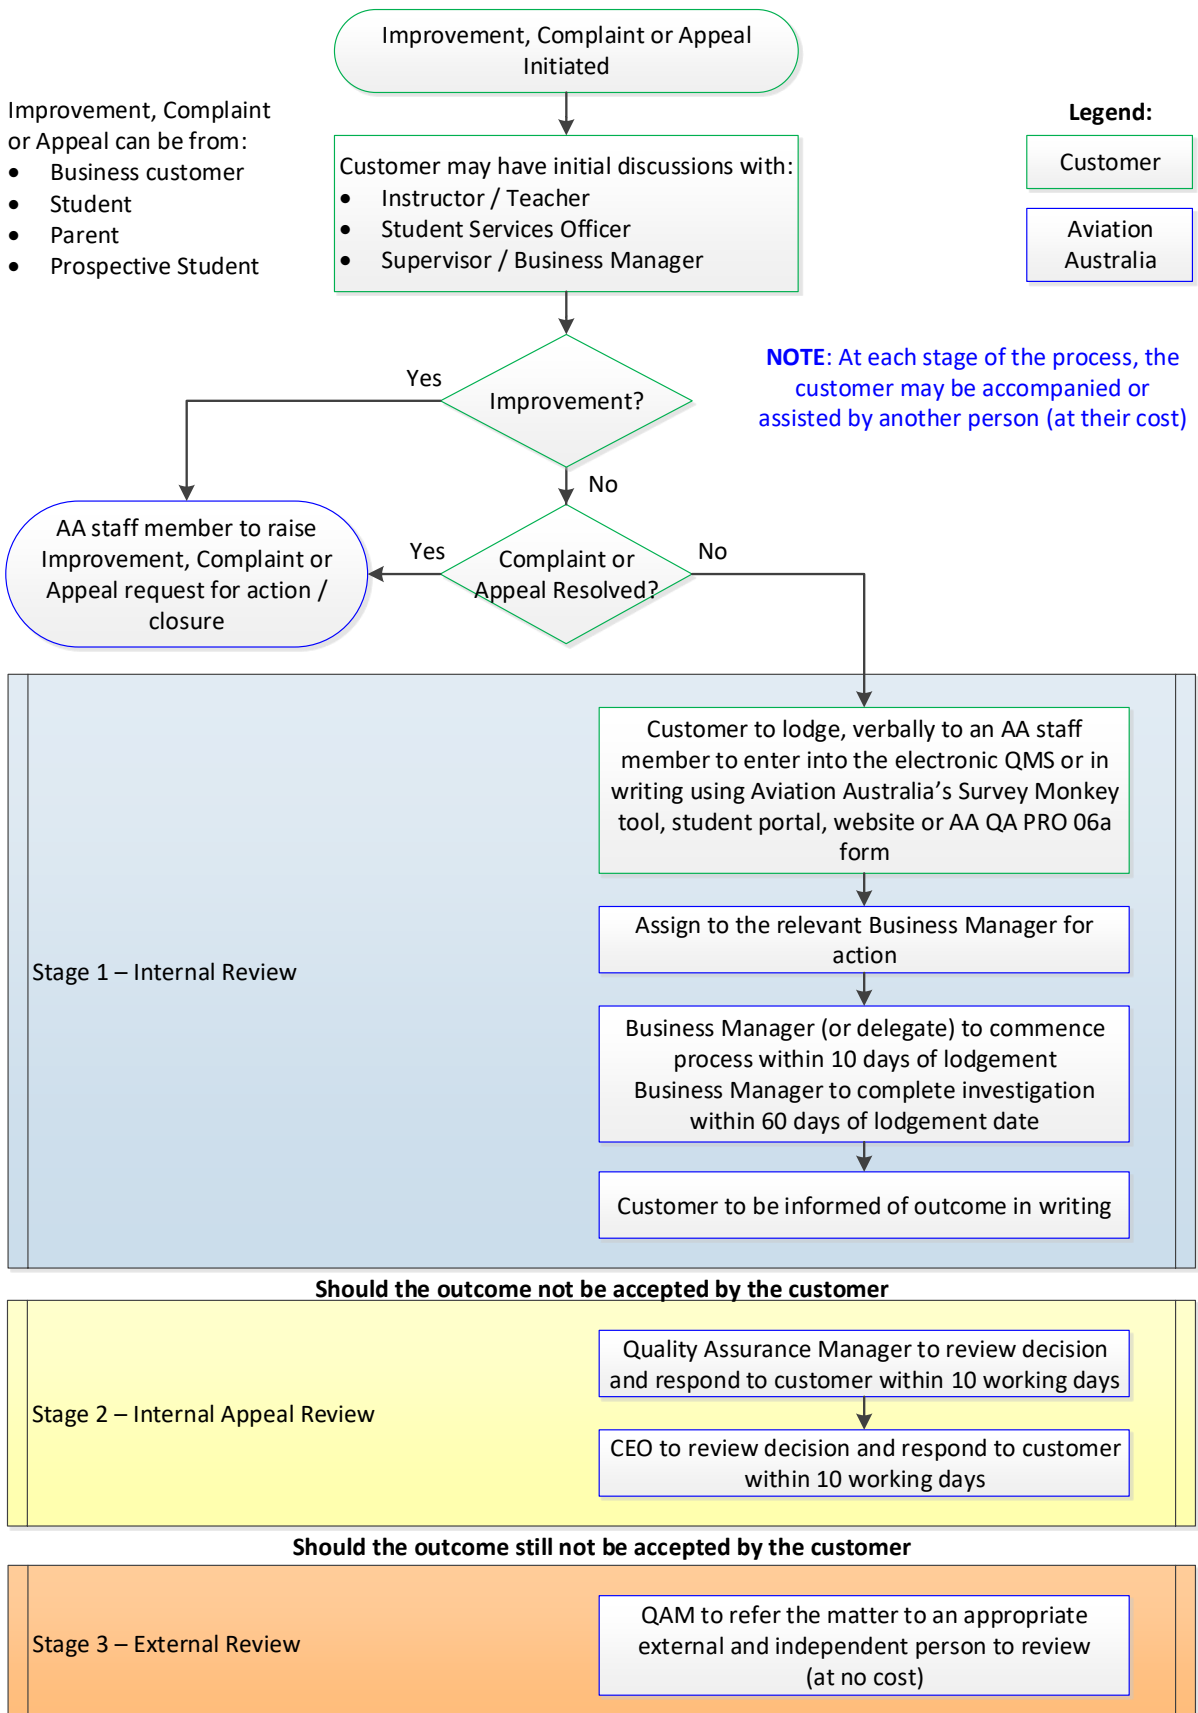 Improvement, Complaint or Appeal
Initiated
Improvement, Complaint
or Appeal can be from:
• Business customer
• Student
• Parent
• Prospective Student
Customer may have initial discussions with:
• Instructor / Teacher
• Student Services Officer
• Supervisor / Business Manager
Legend:
Customer
Aviation
Australia
NOTE: At each stage of the process, the
customer may be accompanied or
assisted by another person (at their cost)
Yes
Improvement?
No
AA staff member to raise
Improvement, Complaint or
Appeal request for action /
closure
Yes
Complaint or
Appeal Resolved?
No
Stage 1 – Internal Review
Customer to lodge, verbally to an AA staff
member to enter into the electronic QMS or in
writing using Aviation Australia’s Survey Monkey
tool, student portal, website or AA QA PRO 06a
form
Assign to the relevant Business Manager for
action
Business Manager (or delegate) to commence
process within 10 days of lodgement
Business Manager to complete investigation
within 60 days of lodgement date
Customer to be informed of outcome in writing
Should the outcome not be accepted by the customer
Stage 2 – Internal Appeal Review
Quality Assurance Manager to review decision
and respond to customer within 10 working days
CEO to review decision and respond to customer
within 10 working days
Should the outcome still not be accepted by the customer
Stage 3 – External Review
QAM to refer the matter to an appropriate
external and independent person to review
(at no cost)